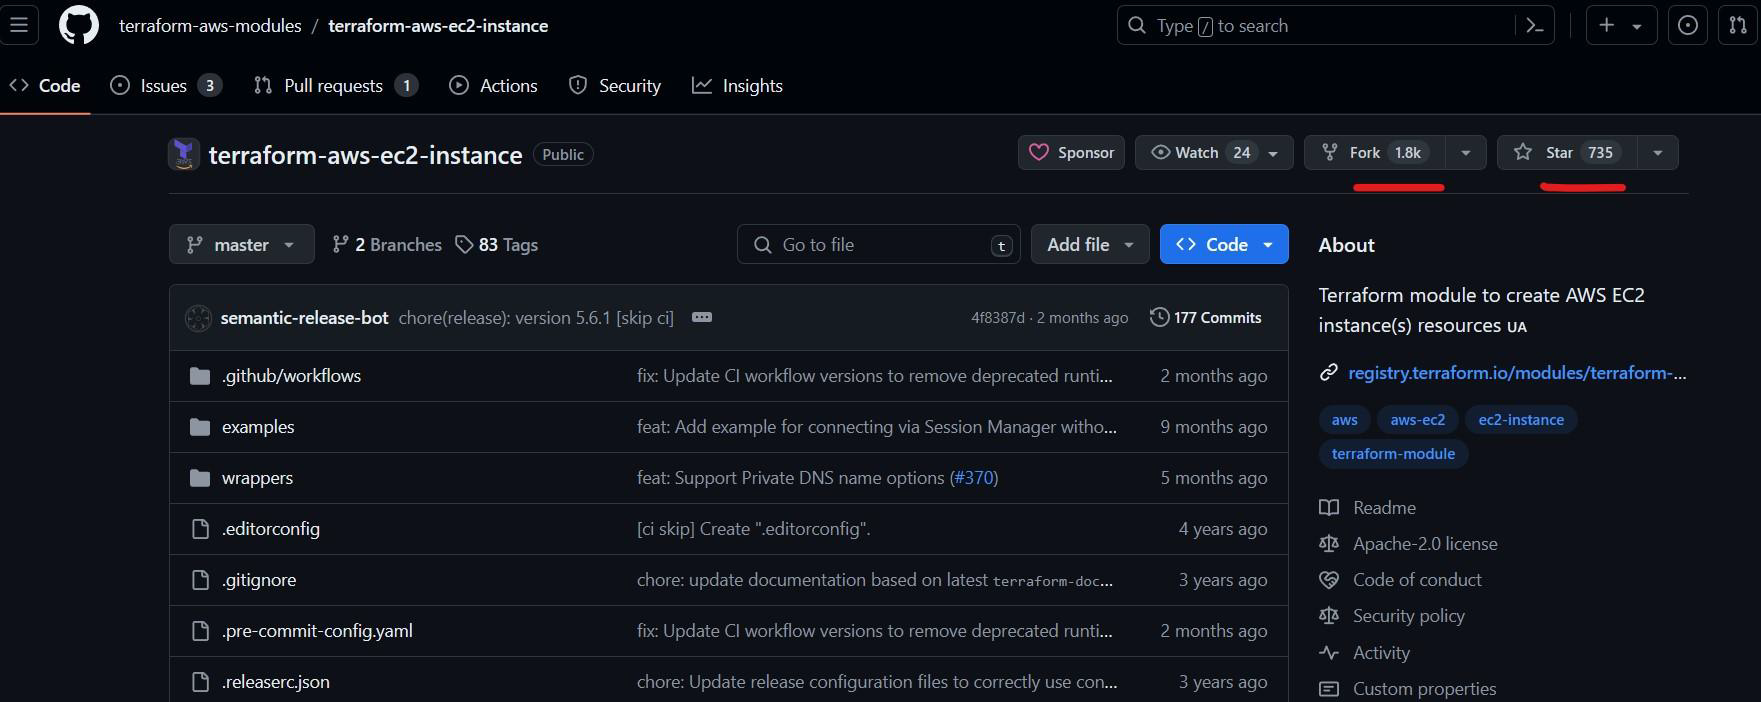 terraform-aws-modules / terraform-aws-ec2-instance
Type / to search
Code
Issues 3
Pull requests 1
Actions
Security
Insights
terraform-aws-ec2-instance Public
Sponsor
Watch 24
Fork 1.8k
Star 735
master
2 Branches
83 Tags
Go to file t
Add file
Code
semantic-release-bot chore(release): version 5.6.1 [skip ci]
4f8387d · 2 months ago
177 Commits
.github/workflows fix: Update CI workflow versions to remove deprecated runti... 2 months ago
examples feat: Add example for connecting via Session Manager witho... 9 months ago
wrappers feat: Support Private DNS name options (#370) 5 months ago
.editorconfig [ci skip] Create ".editorconfig". 4 years ago
.gitignore chore: update documentation based on latest terraform-doc... 3 years ago
.pre-commit-config.yaml fix: Update CI workflow versions to remove deprecated runti... 2 months ago
.releaserc.json chore: Update release configuration files to correctly use con... 3 years ago
About
Terraform module to create AWS EC2
instance(s) resources UA
registry.terraform.io/modules/terraform-...
aws aws-ec2 ec2-instance
terraform-module
Readme
Apache-2.0 license
Code of conduct
Security policy
Activity
Custom properties